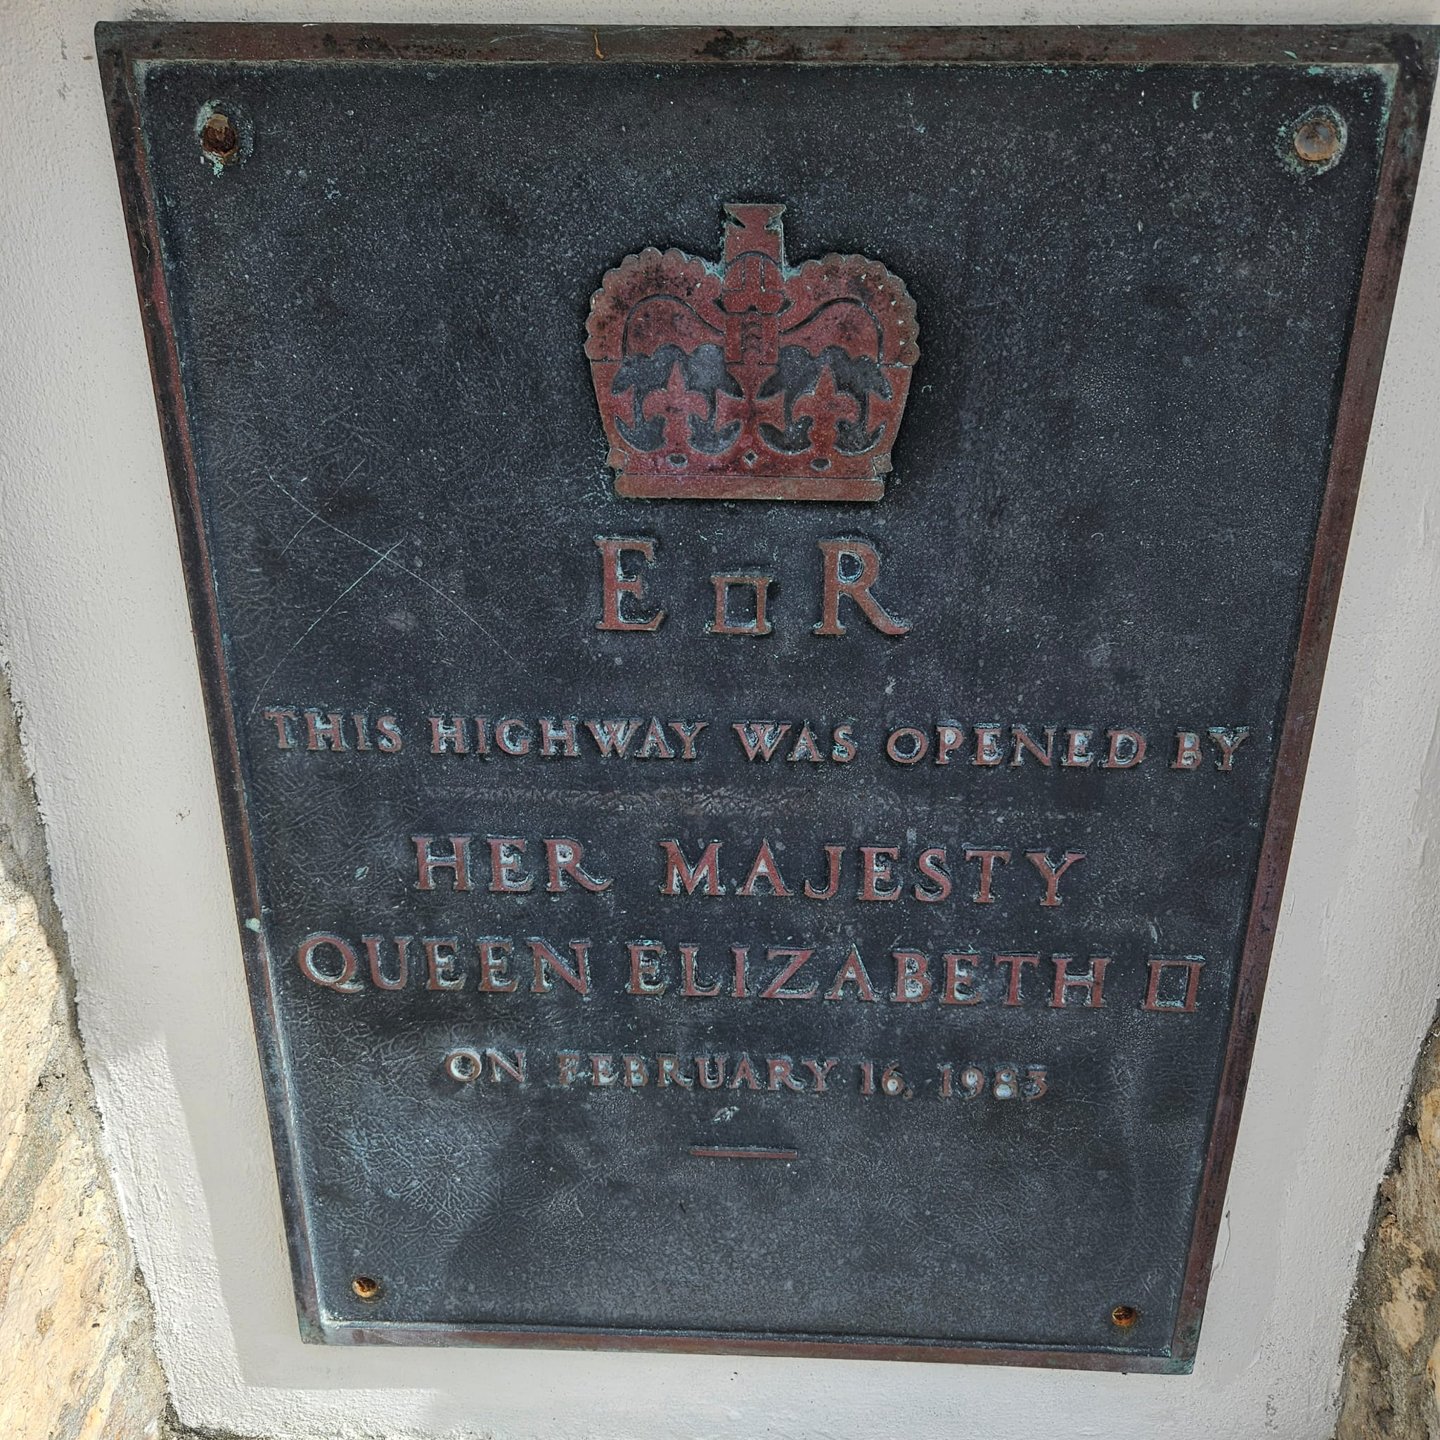 E II R
THIS HIGHWAY WAS OPENED BY
HER MAJESTY
QUEEN ELIZABETH II
ON FEBRUARY 16, 1983